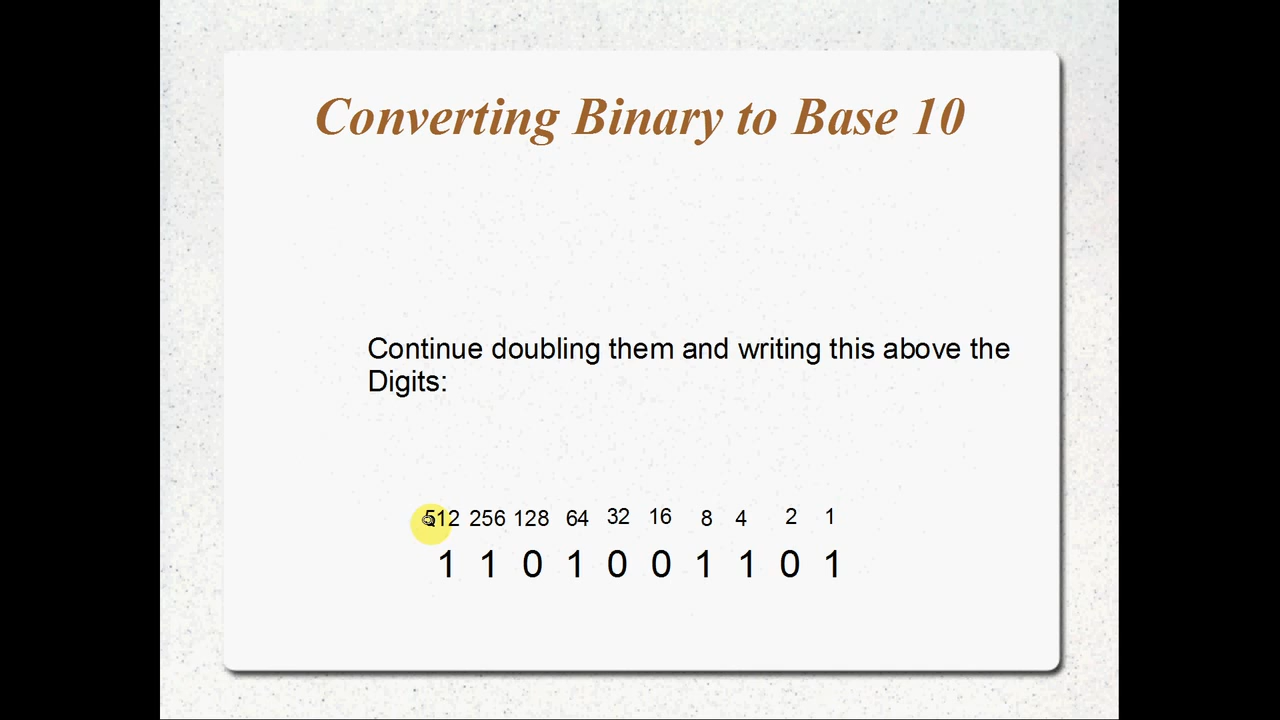 Converting Binary to Base 10
Continue doubling them and writing this above the
Digits:
512 256 128 64 32 16 8 4 2 1
1 1 0 1 0 0 1 1 0 1